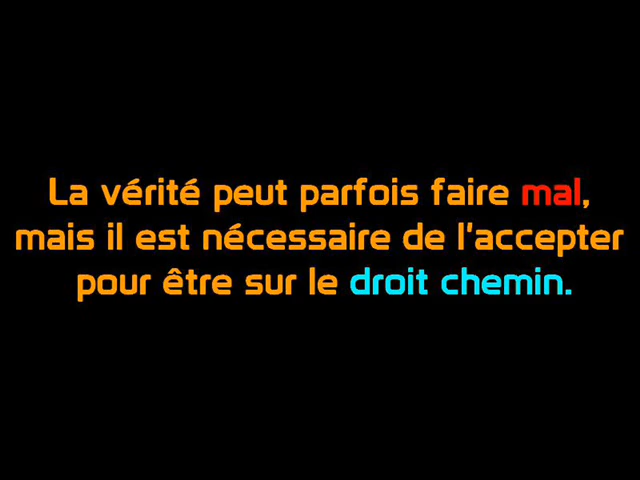 La vérité peut parfois faire mal,
mais il est nécessaire de l'accepter
pour être sur le droit chemin.